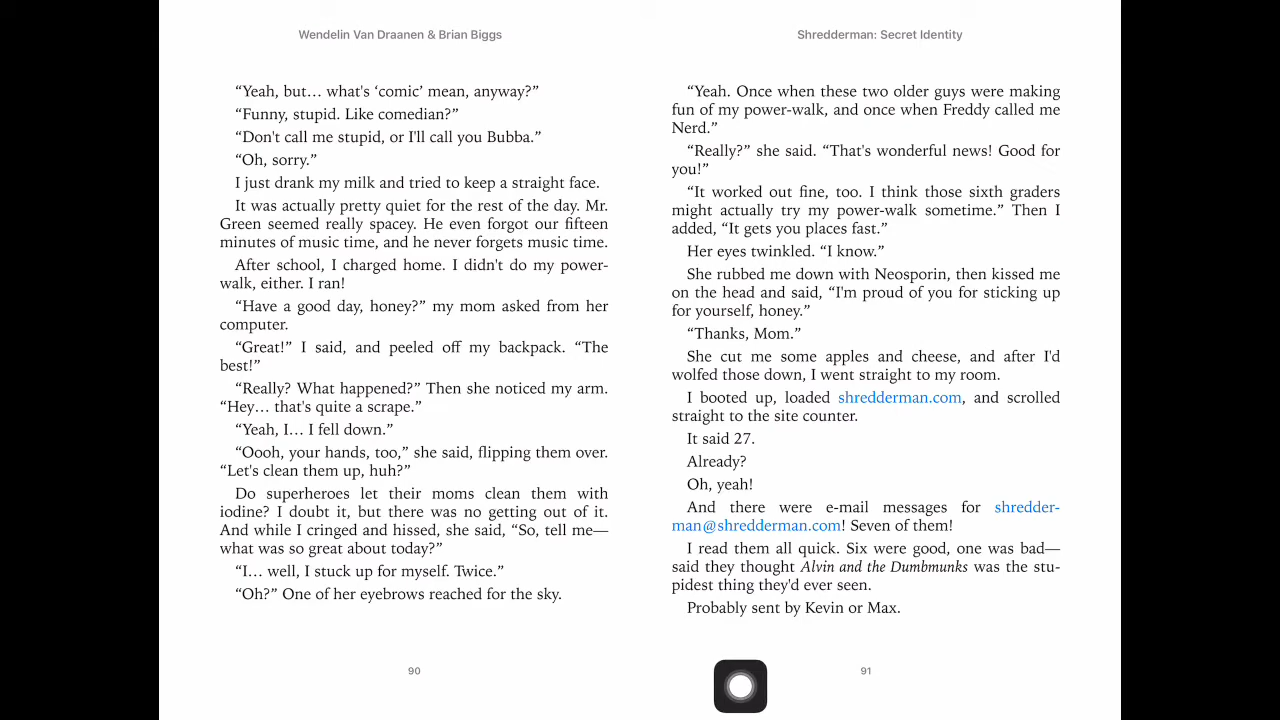 Wendelin Van Draanen & Brian Biggs
“Yeah, but… what's ‘comic’ mean, anyway?”
“Funny, stupid. Like comedian?”
“Don't call me stupid, or I'll call you Bubba.”
“Oh, sorry.”
I just drank my milk and tried to keep a straight face.
It was actually pretty quiet for the rest of the day. Mr.
Green seemed really spacey. He even forgot our fifteen
minutes of music time, and he never forgets music time.
After school, I charged home. I didn't do my power-
walk, either. I ran!
“Have a good day, honey?” my mom asked from her
computer.
“Great!” I said, and peeled off my backpack. “The
best!”
“Really? What happened?” Then she noticed my arm.
“Hey… that's quite a scrape.”
“Yeah, I… I fell down.”
“Oooh, your hands, too,” she said, flipping them over.
“Let's clean them up, huh?”
Do superheroes let their moms clean them with
iodine? I doubt it, but there was no getting out of it.
And while I cringed and hissed, she said, “So, tell me—
what was so great about today?”
“I… well, I stuck up for myself. Twice.”
“Oh?” One of her eyebrows reached for the sky.
90
Shredderman: Secret Identity
“Yeah. Once when these two older guys were making
fun of my power-walk, and once when Freddy called me
Nerd.”
“Really?” she said. “That's wonderful news! Good for
you!”
“It worked out fine, too. I think those sixth graders
might actually try my power-walk sometime.” Then I
added, “It gets you places fast.”
Her eyes twinkled. “I know.”
She rubbed me down with Neosporin, then kissed me
on the head and said, “I'm proud of you for sticking up
for yourself, honey.”
“Thanks, Mom.”
She cut me some apples and cheese, and after I'd
wolfed those down, I went straight to my room.
I booted up, loaded shredderman.com, and scrolled
straight to the site counter.
It said 27.
Already?
Oh, yeah!
And there were e-mail messages for shredder-
man@shredderman.com! Seven of them!
I read them all quick. Six were good, one was bad—
said they thought Alvin and the Dumbmunks was the stu-
pidest thing they'd ever seen.
Probably sent by Kevin or Max.
91